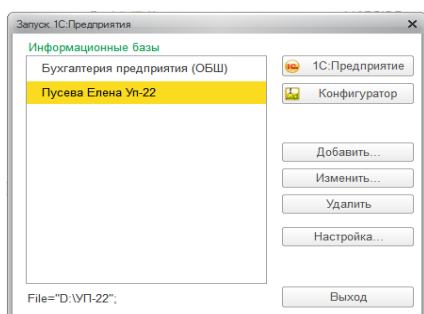 Запуск 1С:Предприятия
Информационные базы
Бухгалтерия предприятия (ОБШ)
Пусева Елена Уп-22
1С:Предприятие
Конфигуратор
Добавить...
Изменить...
Удалить
Настройка...
File="D:\УП-22";
Выход